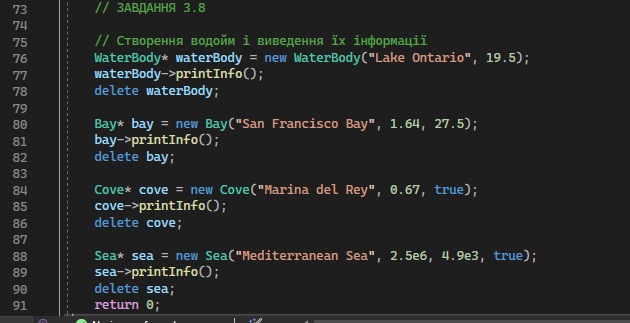 73 // ЗАВДАННЯ 3.8
74
75 // Створення водойм і виведення їх інформації
76 WaterBody* waterBody = new WaterBody("Lake Ontario", 19.5);
77 waterBody->printInfo();
78 delete waterBody;
79
80 Bay* bay = new Bay("San Francisco Bay", 1.64, 27.5);
81 bay->printInfo();
82 delete bay;
83
84 Cove* cove = new Cove("Marina del Rey", 0.67, true);
85 cove->printInfo();
86 delete cove;
87
88 Sea* sea = new Sea("Mediterranean Sea", 2.5e6, 4.9e3, true);
89 sea->printInfo();
90 delete sea;
91 return 0;